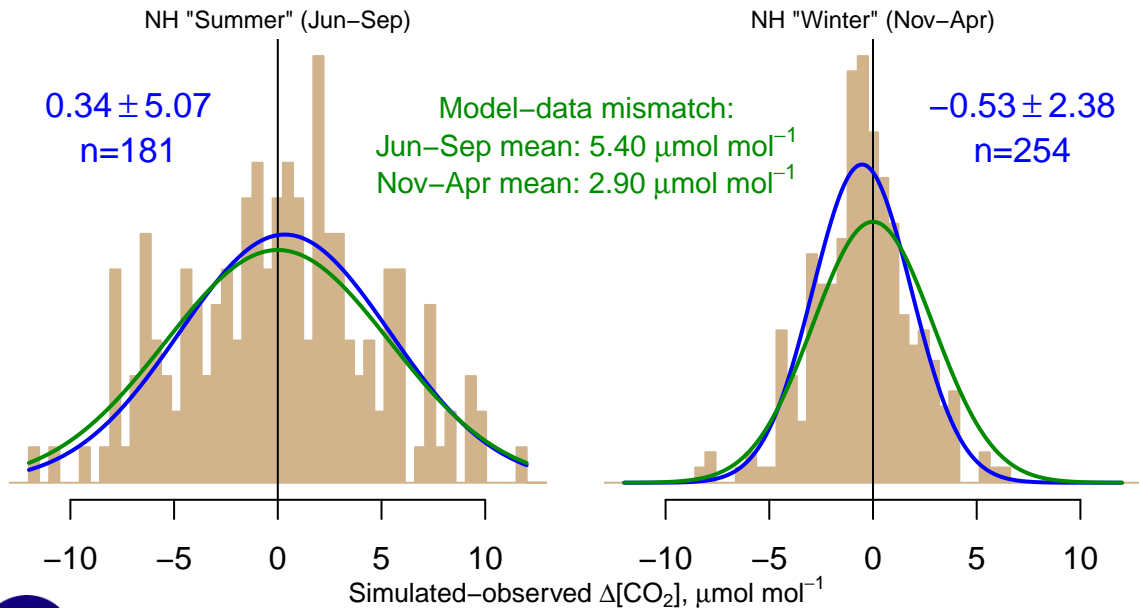 NH "Summer" (Jun−Sep)
NH "Winter" (Nov−Apr)
0.34 ± 5.07
n=181
Model−data mismatch:
Jun−Sep mean: 5.40 μmol mol⁻¹
Nov−Apr mean: 2.90 μmol mol⁻¹
−0.53 ± 2.38
n=254
−10 −5 0 5 10
−10 −5 0 5 10
Simulated−observed Δ[CO₂], μmol mol⁻¹